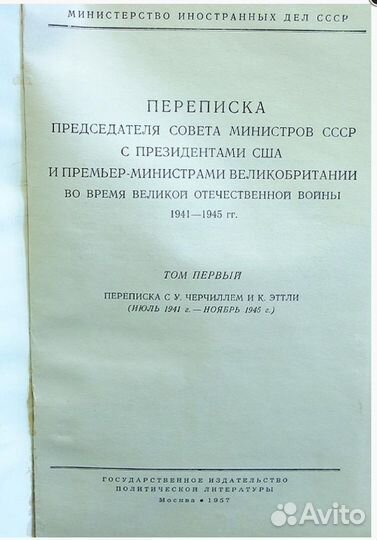 МИНИСТЕРСТВО ИНОСТРАННЫХ ДЕЛ СССР
ПЕРЕПИСКА
ПРЕДСЕДАТЕЛЯ СОВЕТА МИНИСТРОВ СССР
С ПРЕЗИДЕНТАМИ США
И ПРЕМЬЕР-МИНИСТРАМИ ВЕЛИКОБРИТАНИИ
ВО ВРЕМЯ ВЕЛИКОЙ ОТЕЧЕСТВЕННОЙ ВОЙНЫ
1941—1945 гг.
ТОМ ПЕРВЫЙ
ПЕРЕПИСКА С У. ЧЕРЧИЛЛЕМ И К. ЭТТЛИ
(ИЮЛЬ 1941 г. — НОЯБРЬ 1945 г.)
ГОСУДАРСТВЕННОЕ ИЗДАТЕЛЬСТВО
ПОЛИТИЧЕСКОЙ ЛИТЕРАТУРЫ
Москва • 1957
Avito